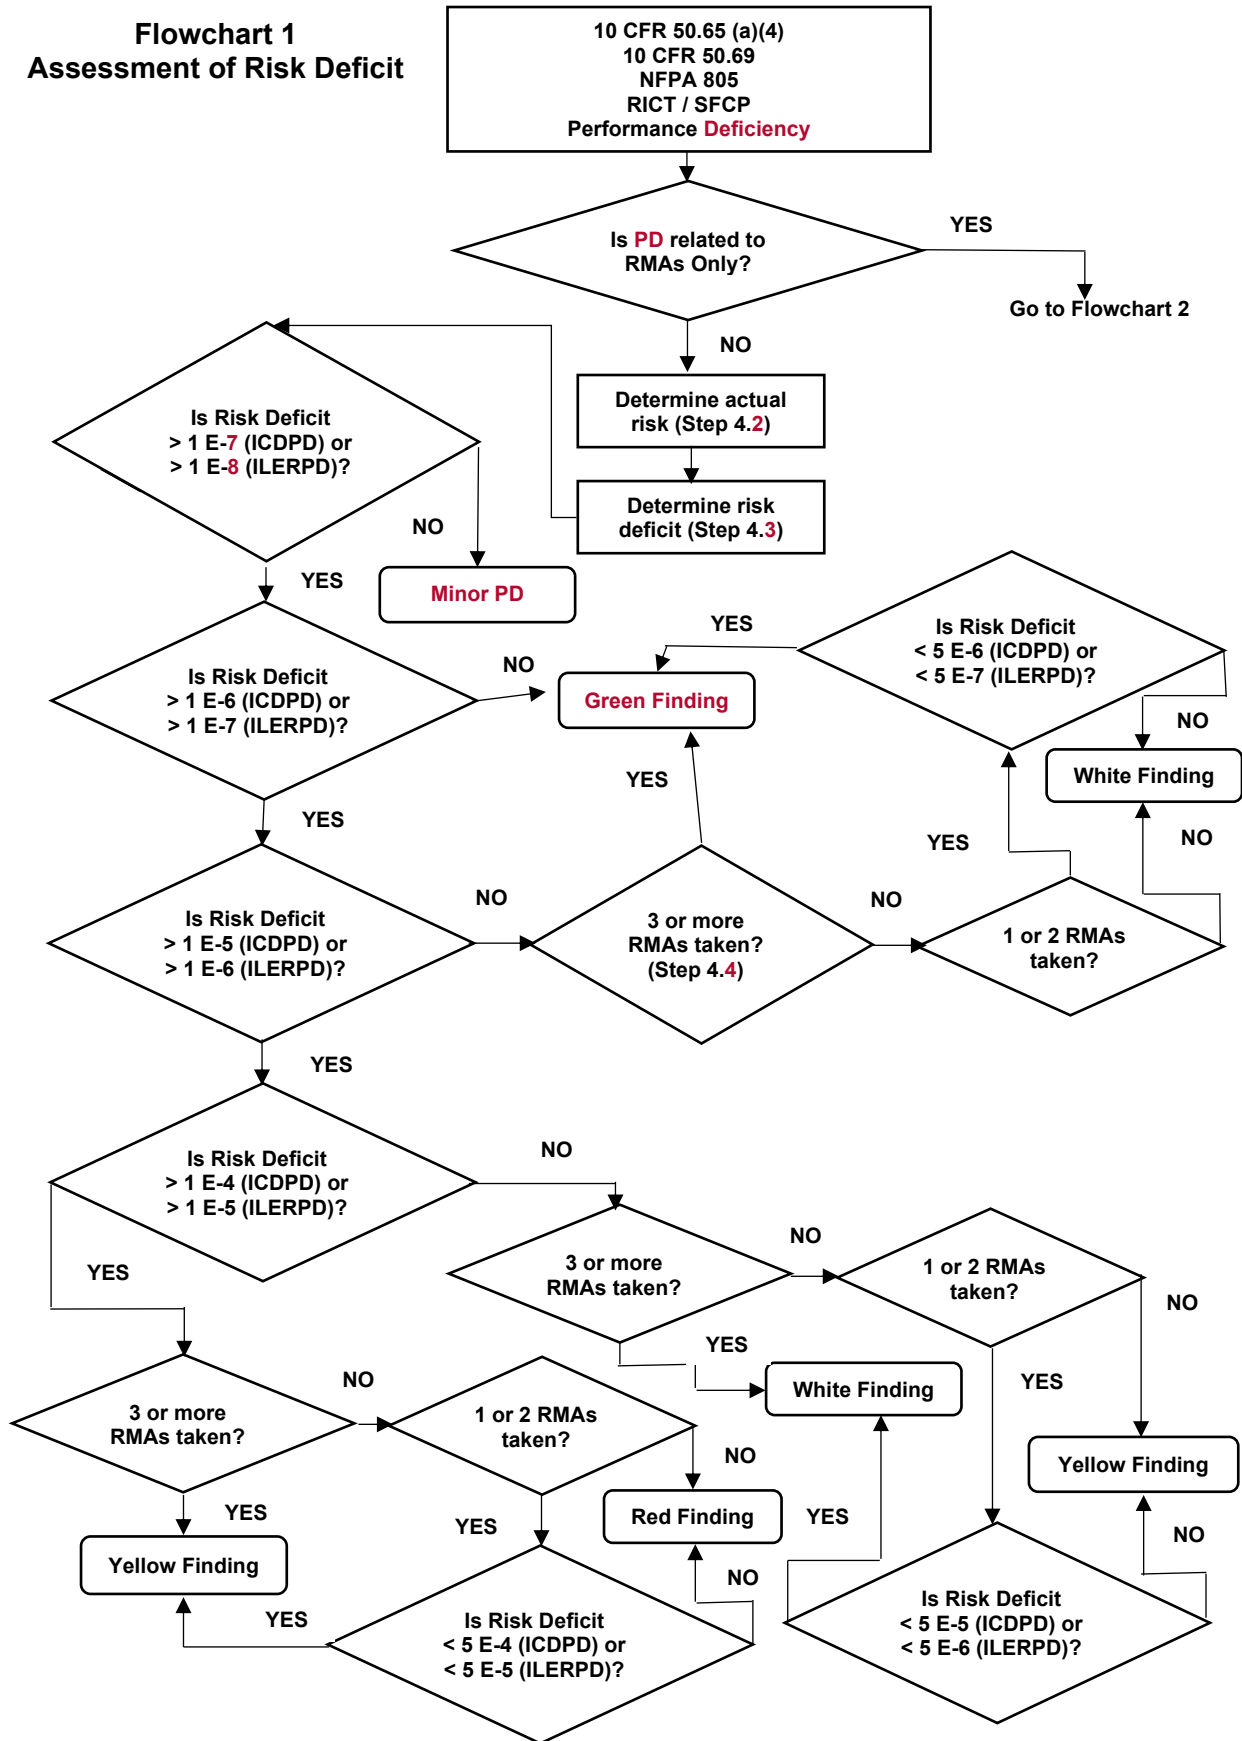 Flowchart 1
Assessment of Risk Deficit
10 CFR 50.65 (a)(4)
10 CFR 50.69
NFPA 805
RICT / SFCP
Performance Deficiency
Is PD related to
RMAs Only?
YES
Go to Flowchart 2
NO
Determine actual
risk (Step 4.2)
Determine risk
deficit (Step 4.3)
Is Risk Deficit
> 1 E-7 (ICDPD) or
> 1 E-8 (ILERPD)?
NO
Minor PD
YES
Is Risk Deficit
> 1 E-6 (ICDPD) or
> 1 E-7 (ILERPD)?
NO
Green Finding
YES
Is Risk Deficit
< 5 E-6 (ICDPD) or
< 5 E-7 (ILERPD)?
NO
White Finding
NO
YES
YES
YES
Is Risk Deficit
> 1 E-5 (ICDPD) or
> 1 E-6 (ILERPD)?
NO
3 or more
RMAs taken?
(Step 4.4)
NO
1 or 2 RMAs
taken?
YES
Is Risk Deficit
> 1 E-4 (ICDPD) or
> 1 E-5 (ILERPD)?
NO
3 or more
RMAs taken?
NO
1 or 2 RMAs
taken?
NO
YES
YES
White Finding
YES
Yellow Finding
3 or more
RMAs taken?
NO
1 or 2 RMAs
taken?
NO
Red Finding
YES
YES
YES
NO
NO
Yellow Finding
YES
Is Risk Deficit
< 5 E-4 (ICDPD) or
< 5 E-5 (ILERPD)?
Is Risk Deficit
< 5 E-5 (ICDPD) or
< 5 E-6 (ILERPD)?